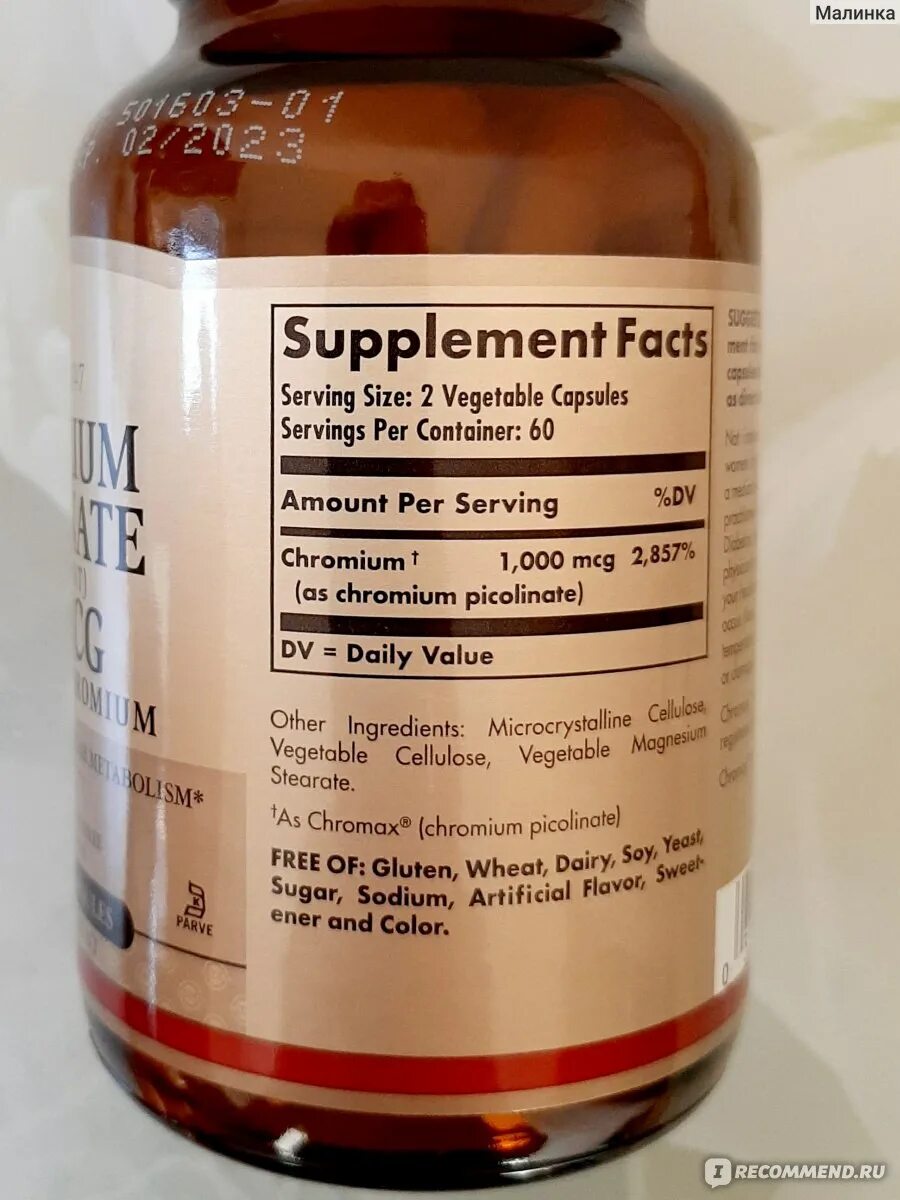 Малинка
501603-01
02/2023
Supplement Facts
Serving Size: 2 Vegetable Capsules
Servings Per Container: 60
Amount Per Serving %DV
Chromium† 1,000 mcg 2,857%
(as chromium picolinate)
DV = Daily Value
Other Ingredients: Microcrystalline Cellulose,
Vegetable Cellulose, Vegetable Magnesium
Stearate.
†As Chromax® (chromium picolinate)
FREE OF: Gluten, Wheat, Dairy, Soy, Yeast,
Sugar, Sodium, Artificial Flavor, Sweet-
ener and Color.
IUM
ATE
CG
OMIUM
METABOLISM*
K
PARVE
0
IRECOMMEND.RU